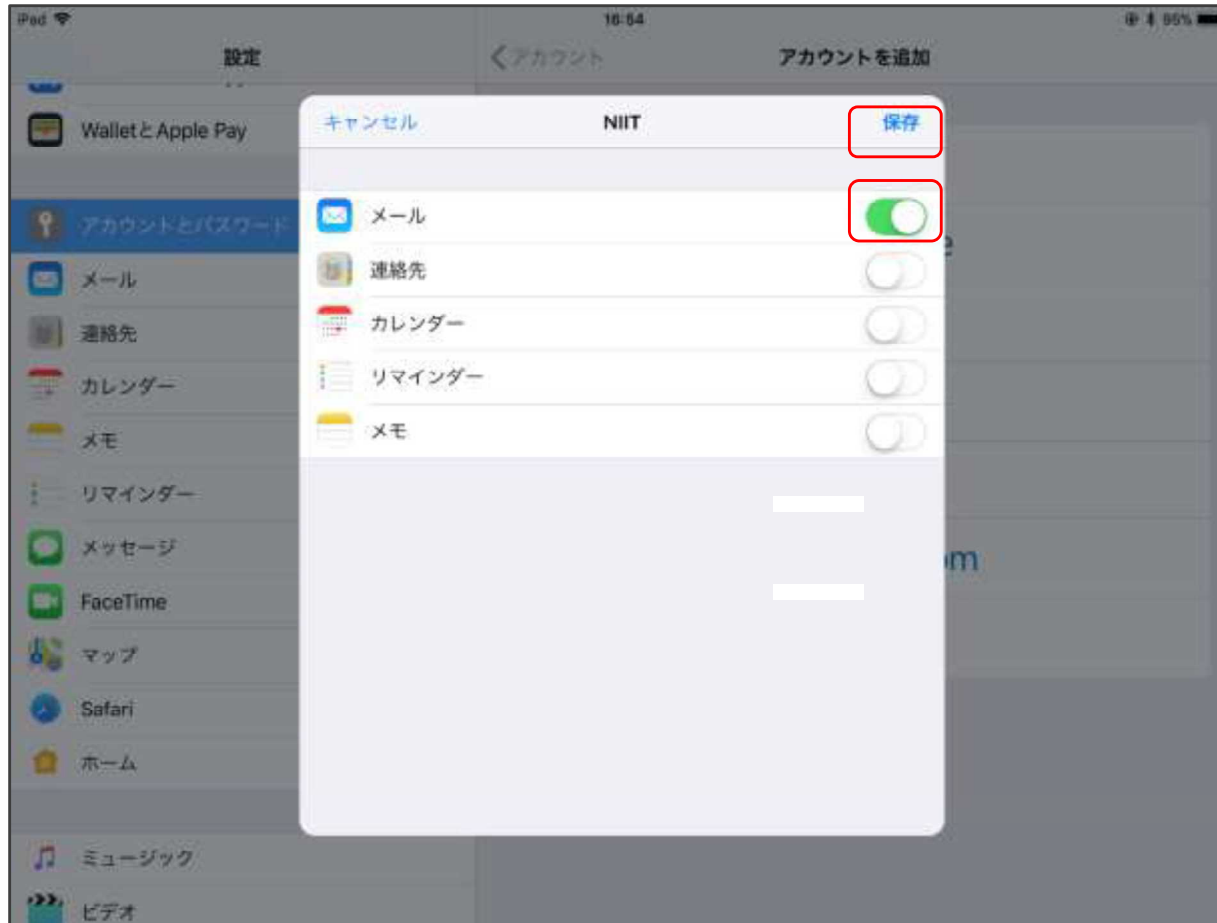 iPad
16:54
95%
設定
アカウント
アカウントを追加
WalletとApple Pay
アカウントとパスワード
メール
連絡先
カレンダー
メモ
リマインダー
メッセージ
FaceTime
マップ
Safari
ホーム
ミュージック
ビデオ
キャンセル
NIIT
保存
メール
連絡先
カレンダー
リマインダー
メモ